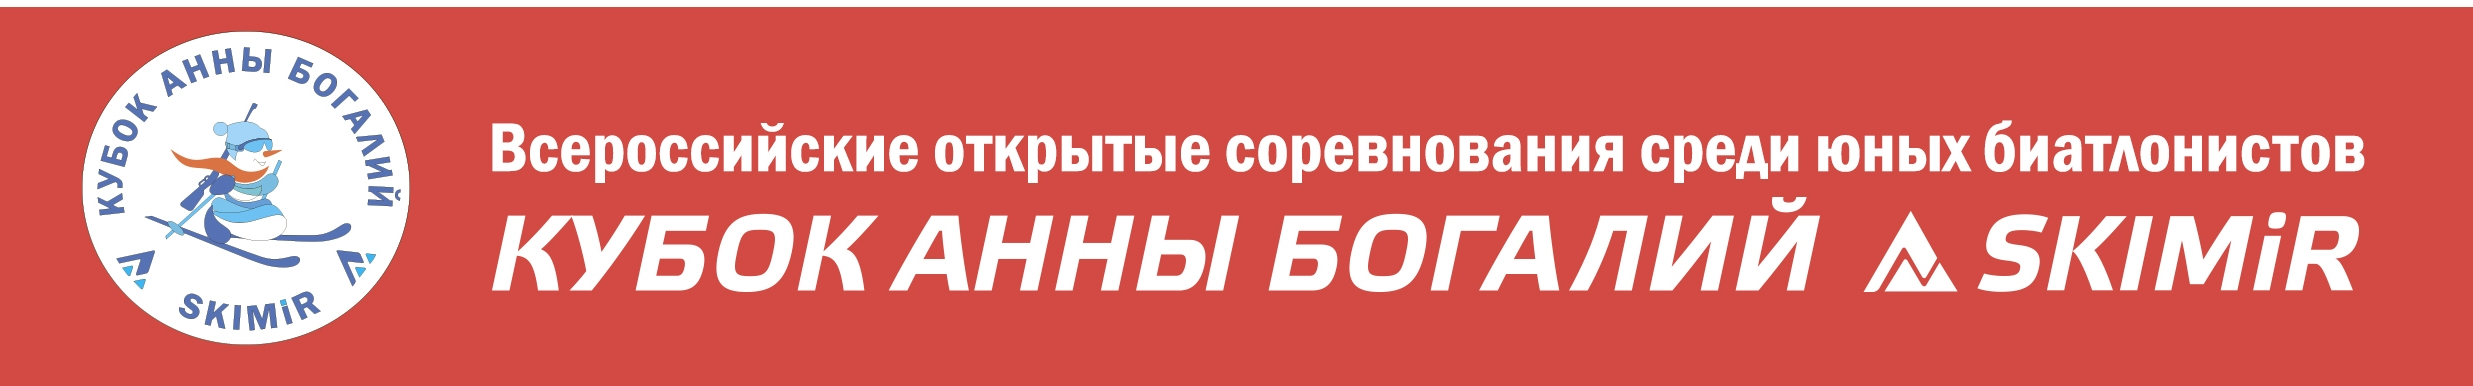 КУБОК АННЫ БОГАЛИЙ
SKIMiR
Всероссийские открытые соревнования среди юных биатлонистов
КУБОК АННЫ БОГАЛИЙ SKIMiR